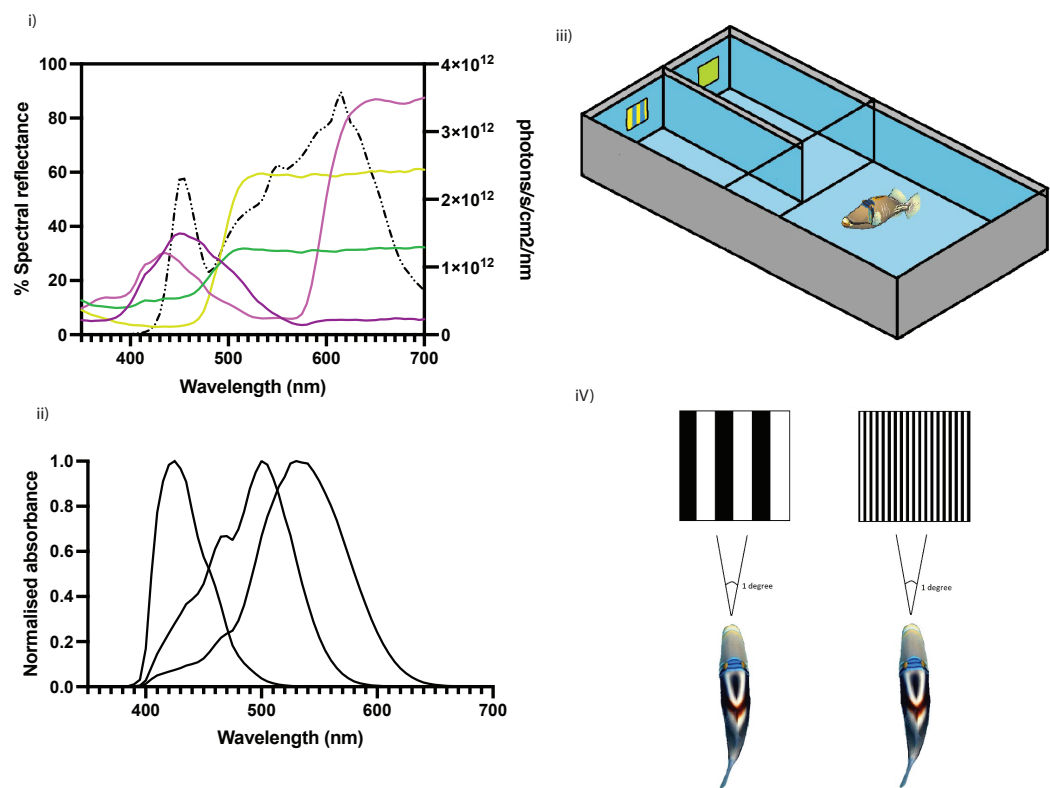 i)
100
80
60
40
20
0
% Spectral reflectance
4×10¹²
3×10¹²
2×10¹²
1×10¹²
0
photons/s/cm2/nm
400 500 600 700
Wavelength (nm)
ii)
1.0
0.8
0.6
0.4
0.2
0.0
Normalised absorbance
400 500 600 700
Wavelength (nm)
iii)
iV)
1 degree
1 degree